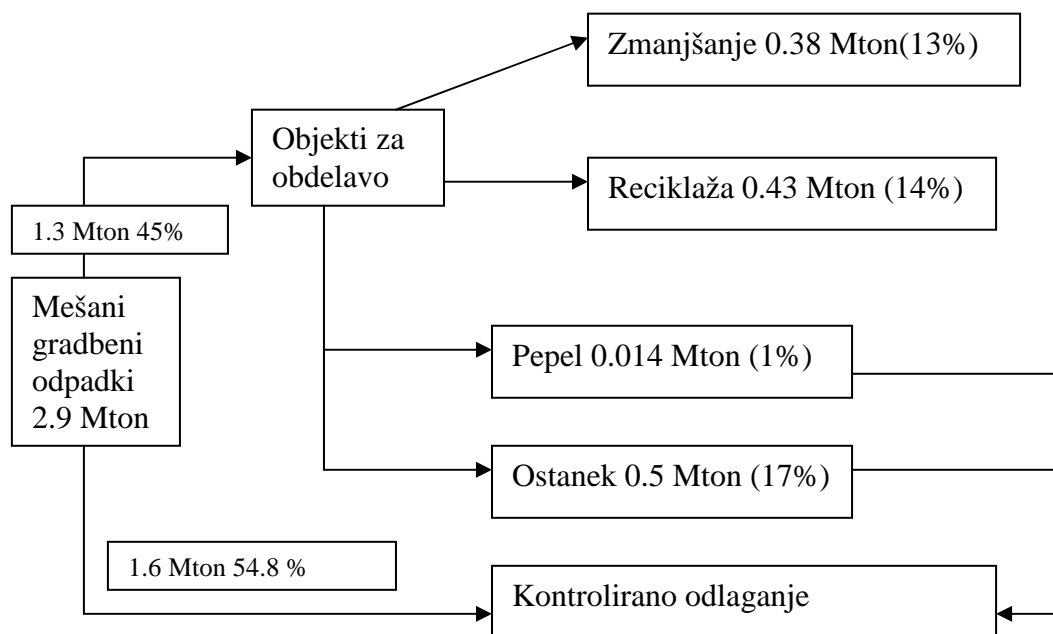 Zmanjšanje 0.38 Mton(13%)
Objekti za
obdelavo
Reciklaža 0.43 Mton (14%)
1.3 Mton 45%
Mešani
gradbeni
odpadki
2.9 Mton
Pepel 0.014 Mton (1%)
Ostanek 0.5 Mton (17%)
1.6 Mton 54.8 %
Kontrolirano odlaganje